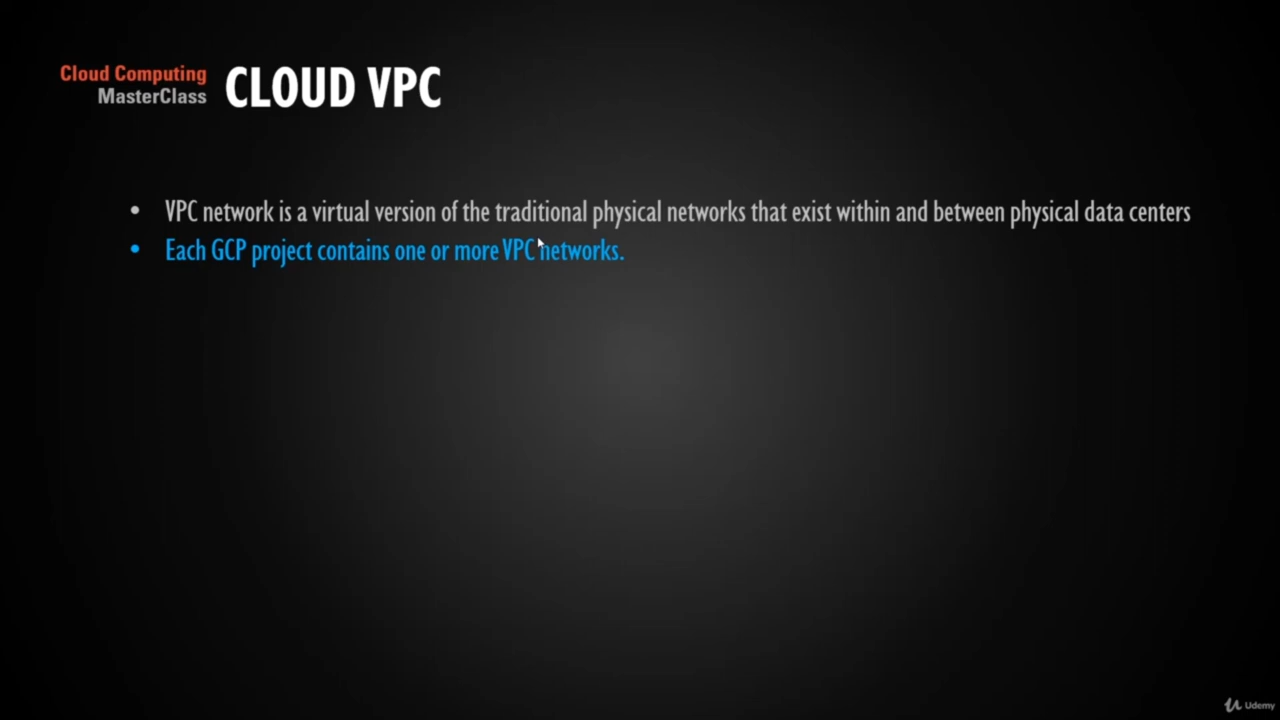 Cloud Computing
MasterClass
CLOUD VPC
• VPC network is a virtual version of the traditional physical networks that exist within and between physical data centers
• Each GCP project contains one or more VPC networks.
Udemy